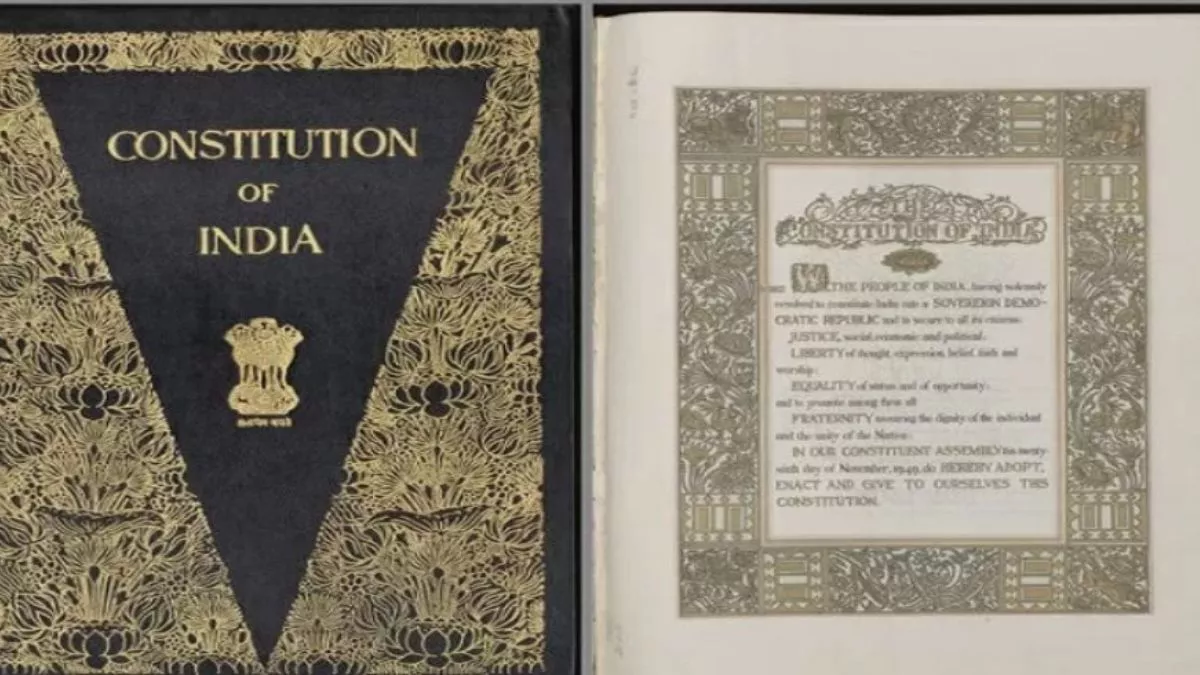 CONSTITUTION
OF
INDIA
सत्यमेव जयते
THE
CONSTITUTION OF INDIA
WE, THE PEOPLE OF INDIA, having solemnly
resolved to constitute India into a SOVEREIGN DEMO-
CRATIC REPUBLIC and to secure to all its citizens:
JUSTICE, social, economic and political;
LIBERTY of thought, expression, belief, faith and
worship;
EQUALITY of status and of opportunity;
and to promote among them all
FRATERNITY assuring the dignity of the individual
and the unity of the Nation;
IN OUR CONSTITUENT ASSEMBLY this twenty-
sixth day of November, 1949, do HEREBY ADOPT,
ENACT AND GIVE TO OURSELVES THIS
CONSTITUTION.